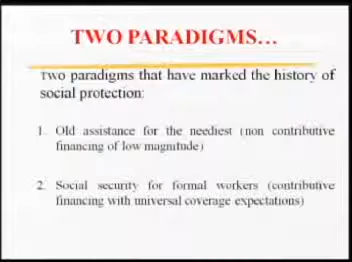 TWO PARADIGMS...
Two paradigms that have marked the history of
social protection:
1. Old assistance for the neediest (non contributive
financing of low magnitude)
2. Social security for formal workers (contributive
financing with universal coverage expectations)